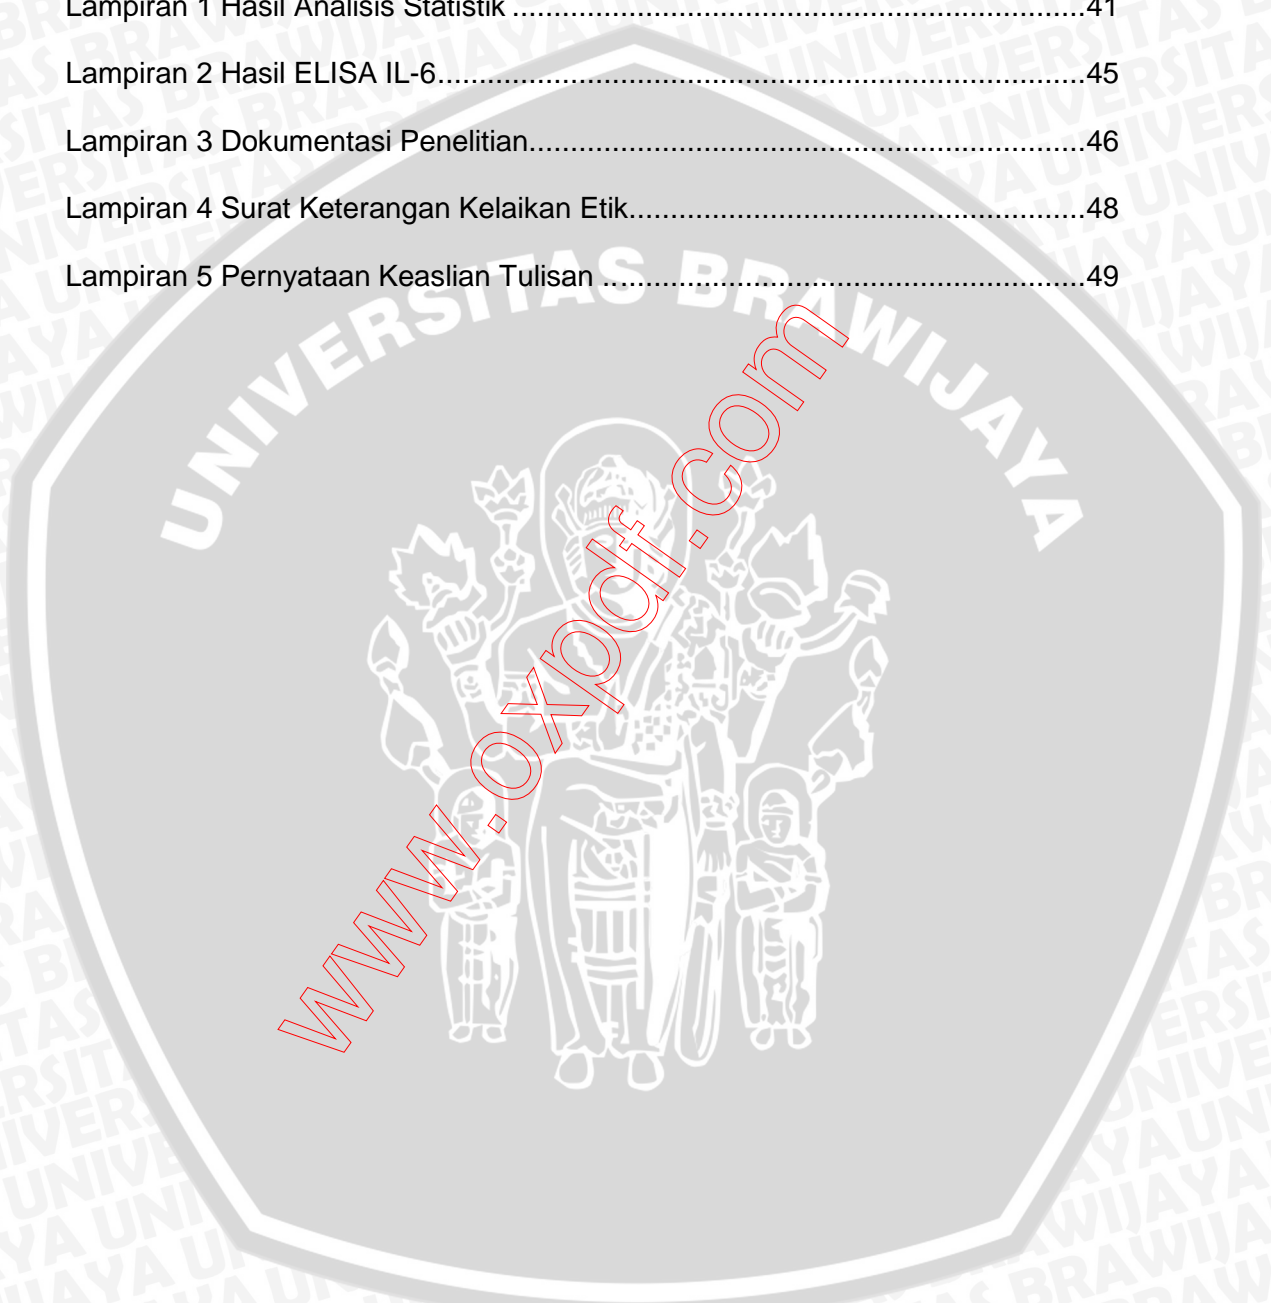 Lampiran 1 Hasil Analisis Statistik ......................................................................41
Lampiran 2 Hasil ELISA IL-6...............................................................................45
Lampiran 3 Dokumentasi Penelitian....................................................................46
Lampiran 4 Surat Keterangan Kelaikan Etik........................................................48
Lampiran 5 Pernyataan Keaslian Tulisan ...........................................................49
UNIVERSITAS BRAWIJAYA
www.oxpdf.com